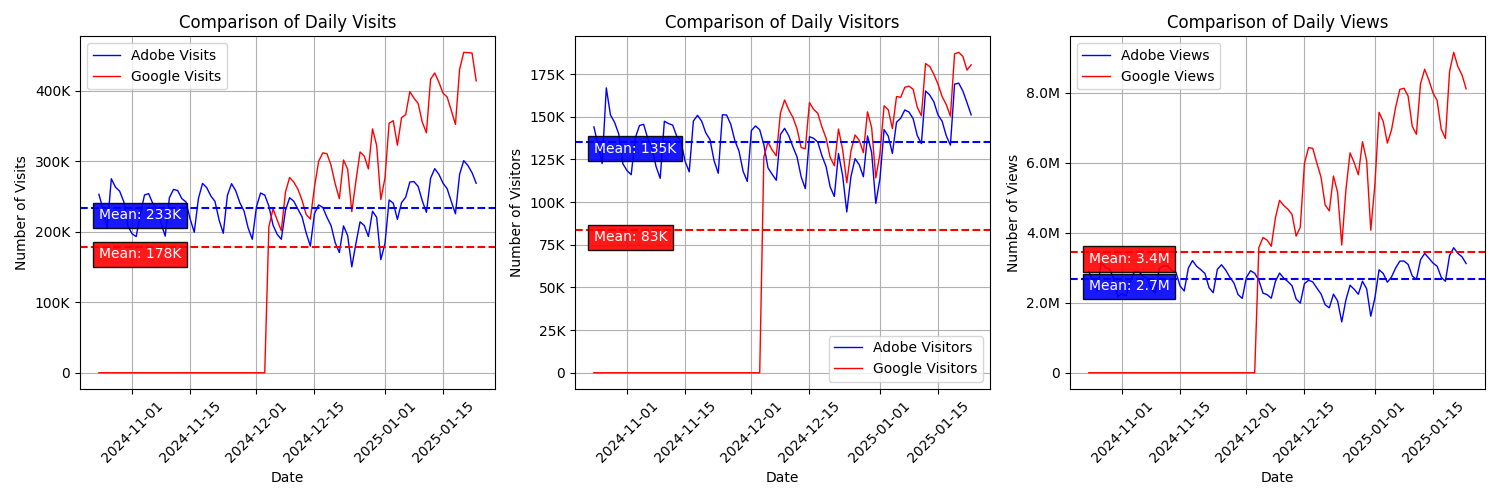 Comparison of Daily Visits
Adobe Visits
Google Visits
400K
300K
200K
100K
0
Mean: 233K
Mean: 178K
Number of Visits
2024-11-01
2024-11-15
2024-12-01
2024-12-15
2025-01-01
2025-01-15
Date
Comparison of Daily Visitors
175K
150K
125K
100K
75K
50K
25K
0
Mean: 135K
Mean: 83K
Number of Visitors
Adobe Visitors
Google Visitors
2024-11-01
2024-11-15
2024-12-01
2024-12-15
2025-01-01
2025-01-15
Date
Comparison of Daily Views
Adobe Views
Google Views
8.0M
6.0M
4.0M
2.0M
0
Mean: 3.4M
Mean: 2.7M
Number of Views
2024-11-01
2024-11-15
2024-12-01
2024-12-15
2025-01-01
2025-01-15
Date